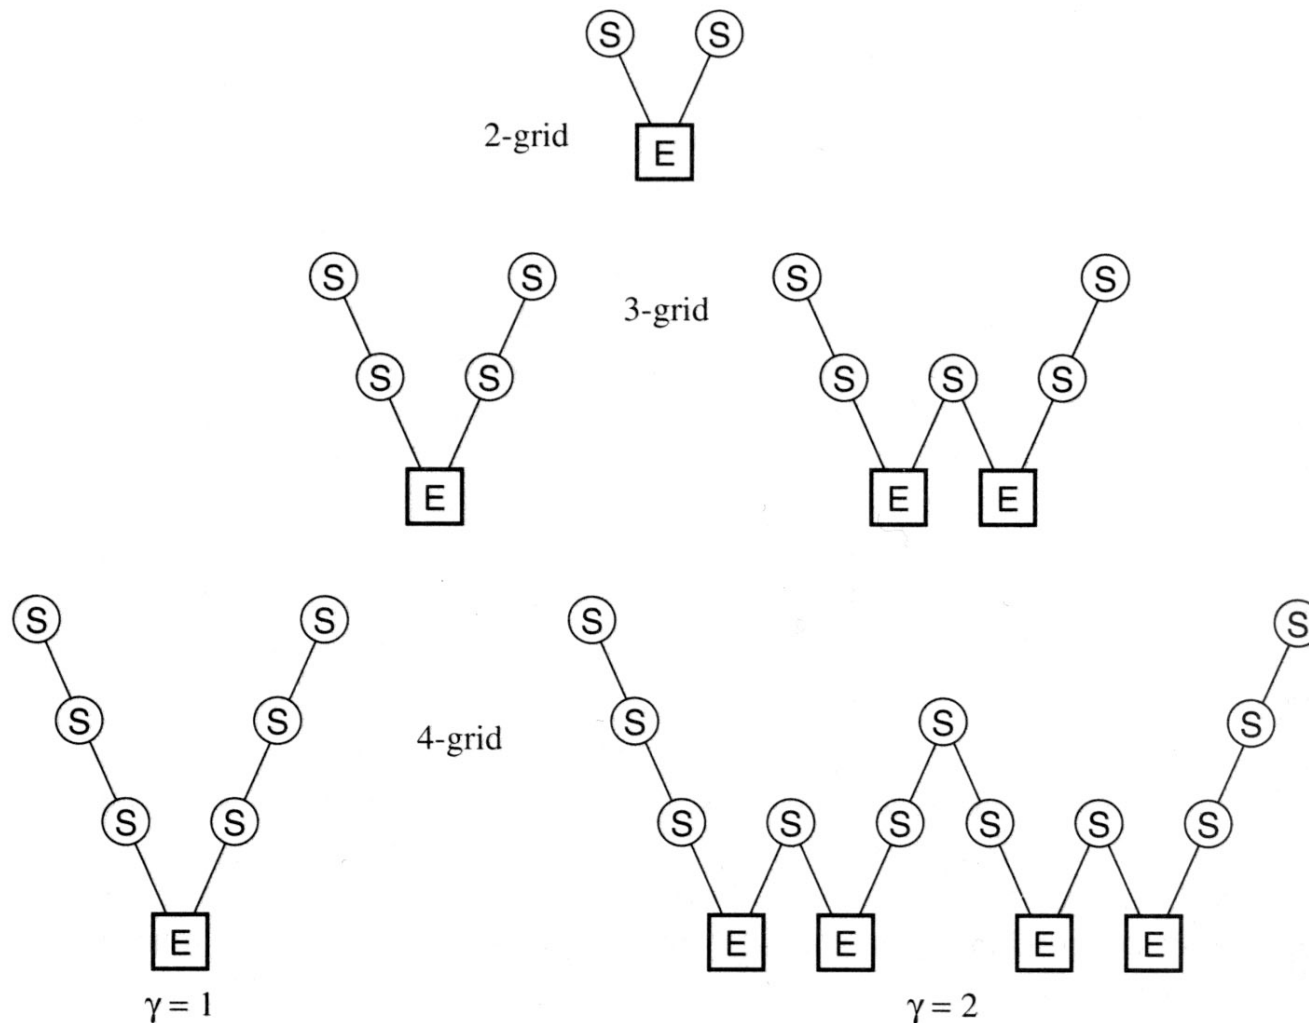 S S
2-grid E
S S 3-grid S S
S S S S S
E E E
S S S S
S S 4-grid S S S
S S S S S S S S
E E E E E
γ = 1 γ = 2